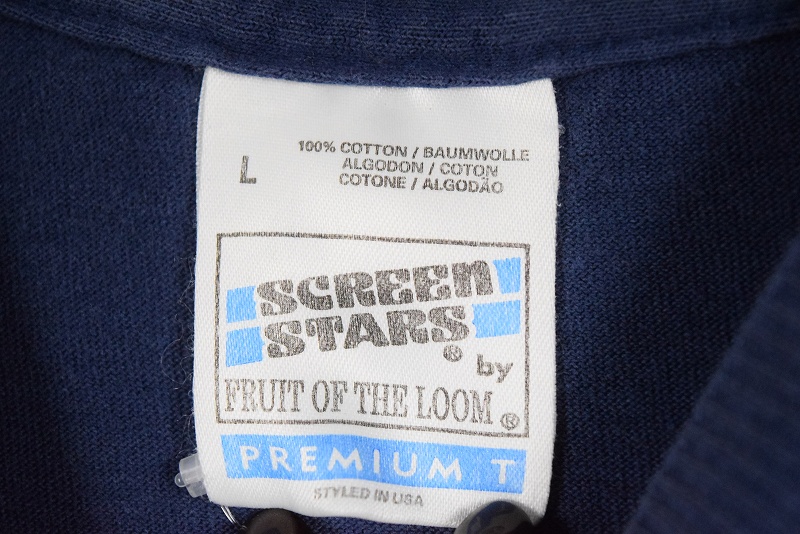 L
100% COTTON / BAUMWOLLE
ALGODON / COTON
COTONE / ALGODÃO
SCREEN
STARS®
by
FRUIT OF THE LOOM®
PREMIUM T
STYLED IN USA